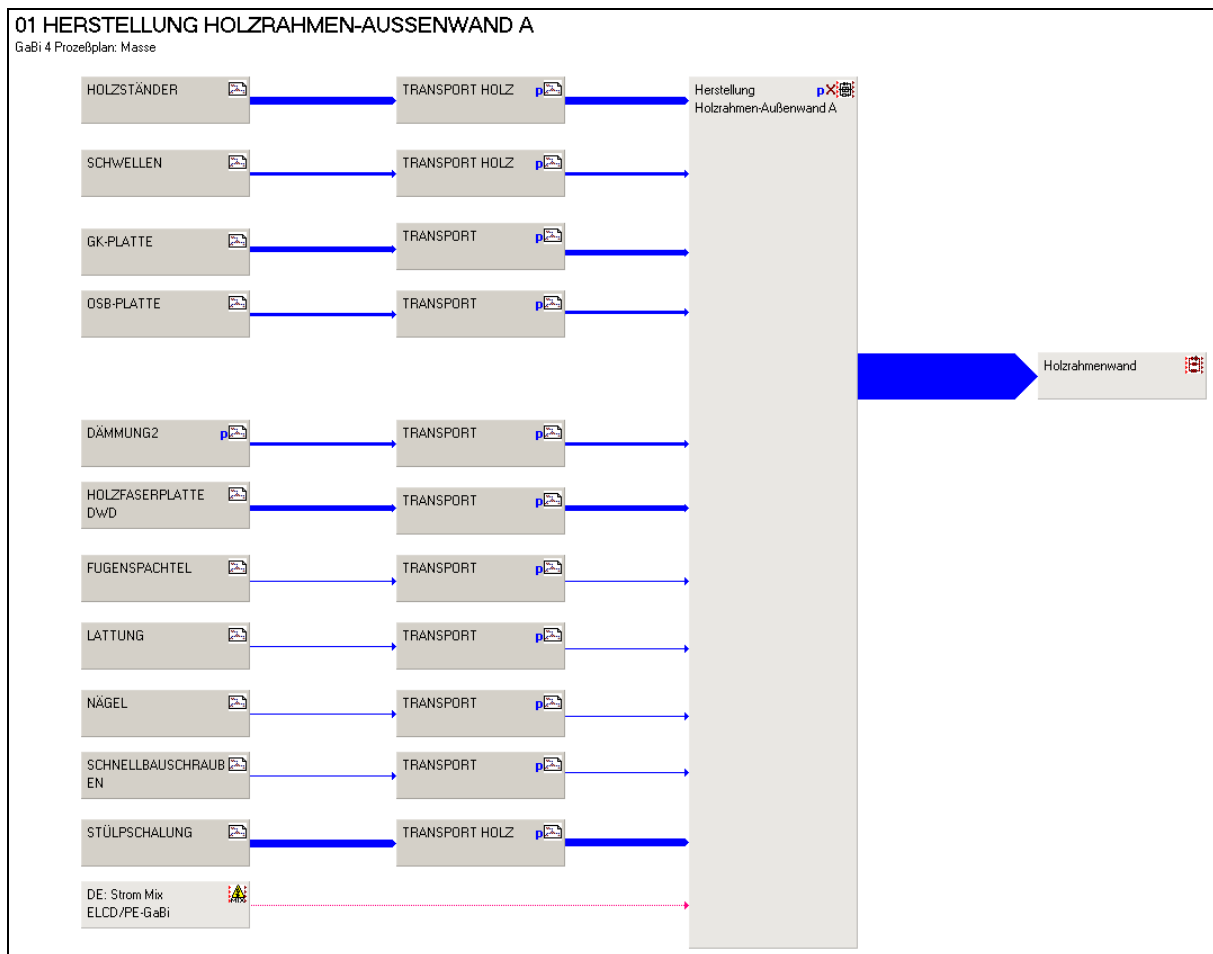 01 HERSTELLUNG HOLZRAHMEN-AUSSENWAND A
GaBi 4 Prozeßplan: Masse
HOLZSTÄNDER
TRANSPORT HOLZ p
Herstellung p
Holzrahmen-Außenwand A
SCHWELLEN
TRANSPORT HOLZ p
GK-PLATTE
TRANSPORT p
OSB-PLATTE
TRANSPORT p
Holzrahmenwand
DÄMMUNG2 p
TRANSPORT p
HOLZFASERPLATTE
DWD
TRANSPORT p
FUGENSPACHTEL
TRANSPORT p
LATTUNG
TRANSPORT p
NÄGEL
TRANSPORT p
SCHNELLBAUSCHRAUB
EN
TRANSPORT p
STÜLPSCHALUNG
TRANSPORT HOLZ p
DE: Strom Mix
ELCD/PE-GaBi
MIX